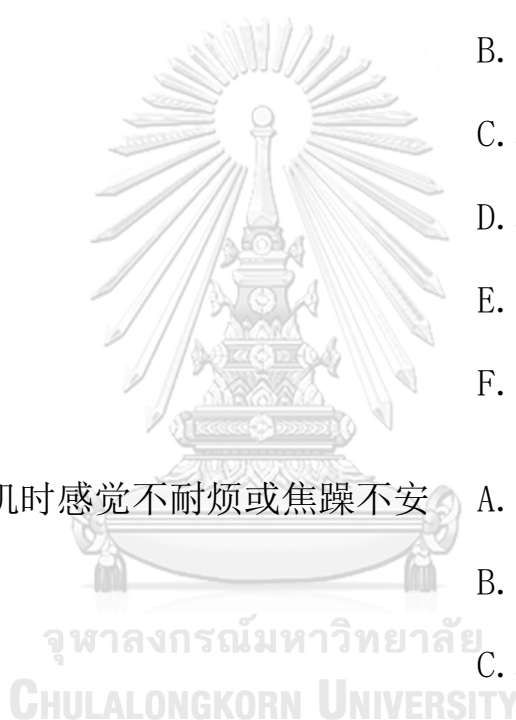 B.
C.
D.
E.
F.
时感觉不耐烦或焦躁不安 A.
B.
จุฬาลงกรณ์มหาวิทยาลัย
C.
CHULALONGKORN UNIVERSITY